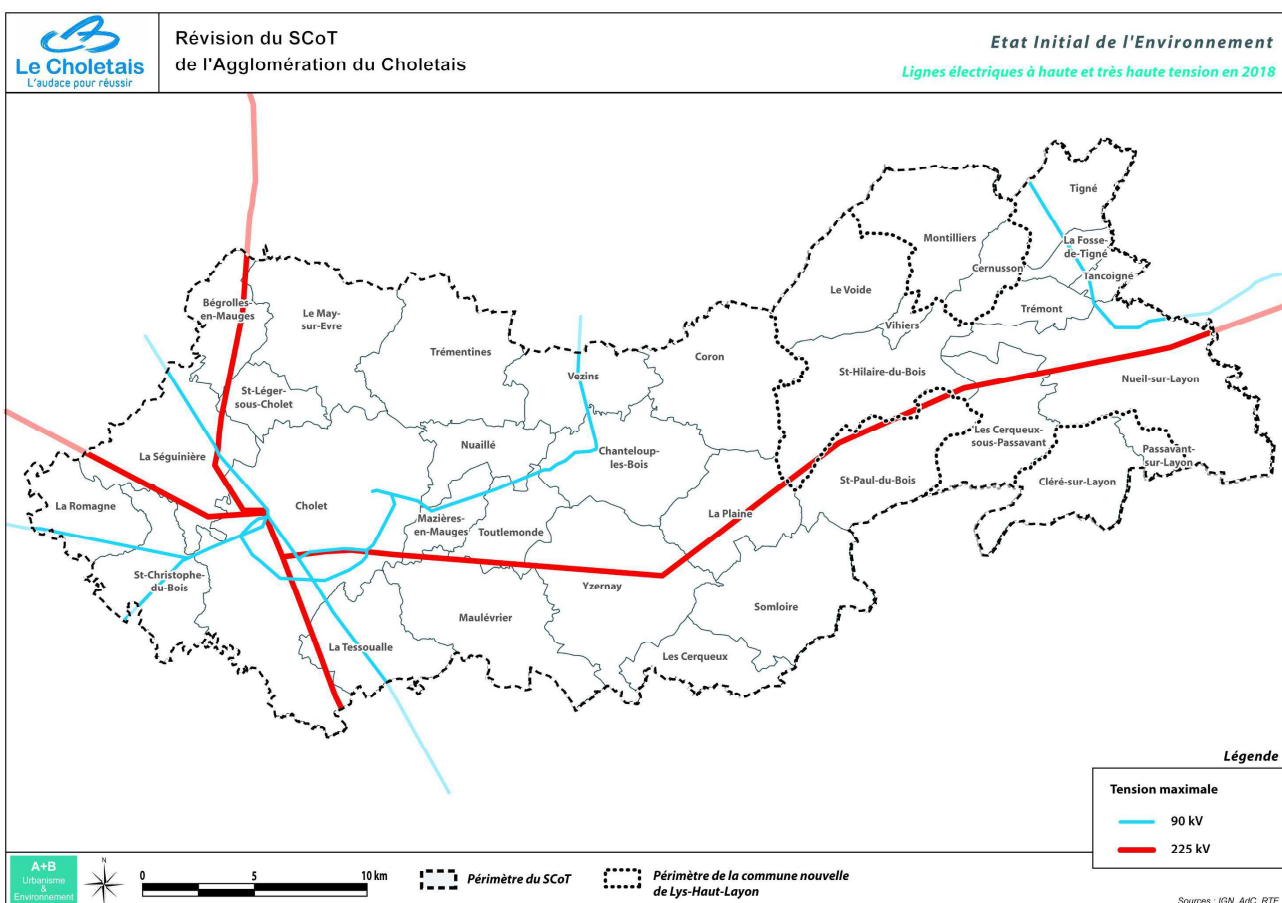 Le Choletais
L'audace pour réussir
Révision du SCoT
de l'Agglomération du Choletais
Etat Initial de l'Environnement
Lignes électriques à haute et très haute tension en 2018
Tigné
La Fosse-
de-Tigné
Montilliers
Cernusson
Tancoigné
Le Voide
Trémont
Bégrolles-
en-Mauges
Le May-
sur-Evre
Vihiers
Trémentines
Coron
Vezins
St-Hilaire-du-Bois
Nueil-sur-Layon
St-Léger-
sous-Cholet
Les Cerqueux-
sous-Passavant
Nuaillé
Chanteloup-
les-Bois
Passavant-
sur-Layon
La Séguinière
St-Paul-du-Bois
Cléré-sur-Layon
La Romagne
Cholet
La Plaine
Mazières-
en-Mauges
Toutlemonde
St-Christophe-
du-Bois
Yzernay
Somloire
Maulévrier
La Tessoualle
Les Cerqueux
Légende
Tension maximale
90 kV
225 kV
A+B
Urbanisme
&
Environnement
N
0 5 10 km
Périmètre du SCoT
Périmètre de la commune nouvelle
de Lys-Haut-Layon
Sources : IGN, AdC, RTE